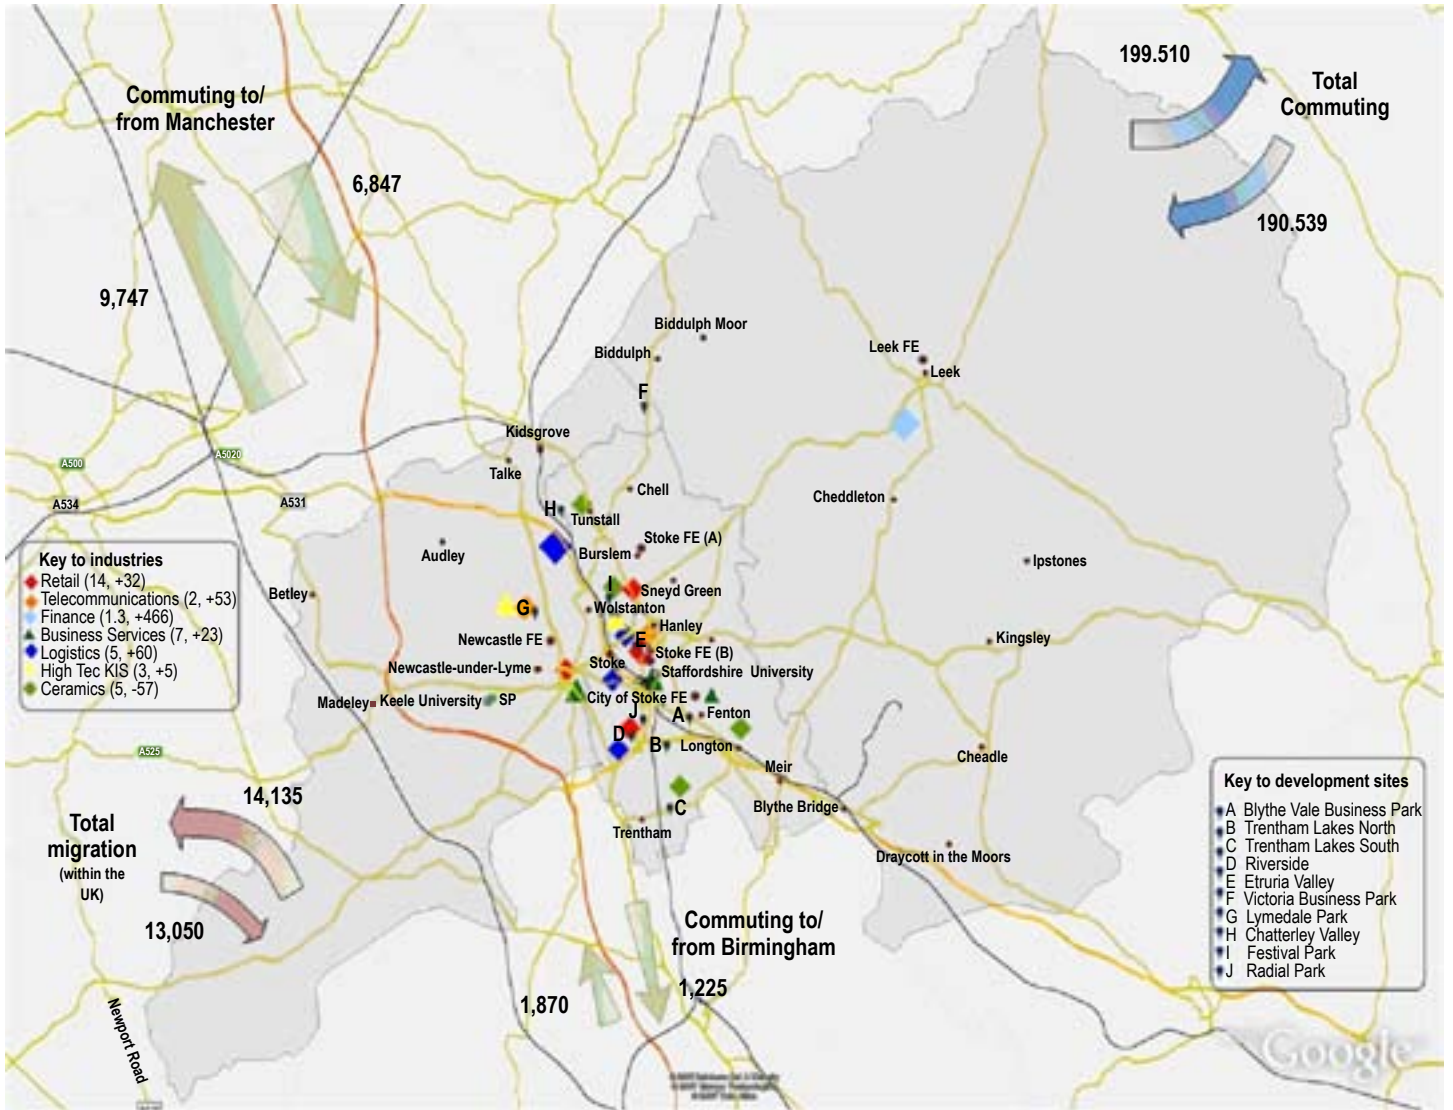 199.510
Total
Commuting
190.539
Commuting to/
from Manchester
6,847
9,747
Biddulph Moor
Biddulph
Leek FE
Leek
F
Kidsgrove
A500
A5020
Talke
A534
A531
Chell
Cheddleton
H
Tunstall
Stoke FE (A)
Burslem
Audley
Ipstones
Key to industries
Retail (14, +32)
Telecommunications (2, +53)
Finance (1.3, +466)
Business Services (7, +23)
Logistics (5, +60)
High Tec KIS (3, +5)
Ceramics (5, -57)
Betley
I
Sneyd Green
G
Wolstanton
Hanley
Newcastle FE
E
Kingsley
Stoke FE (B)
Stoke
Newcastle-under-Lyme
Staffordshire University
Madeley
Keele University
SP
City of Stoke FE
J
A
Fenton
D
B
Longton
A525
Cheadle
Meir
Blythe Bridge
C
Trentham
Draycott in the Moors
Key to development sites
A Blythe Vale Business Park
B Trentham Lakes North
C Trentham Lakes South
D Riverside
E Etruria Valley
F Victoria Business Park
G Lymedale Park
H Chatterley Valley
I Festival Park
J Radial Park
14,135
Total
migration
(within the
UK)
13,050
Commuting to/
from Birmingham
1,870
1,225
Newport Road
Google